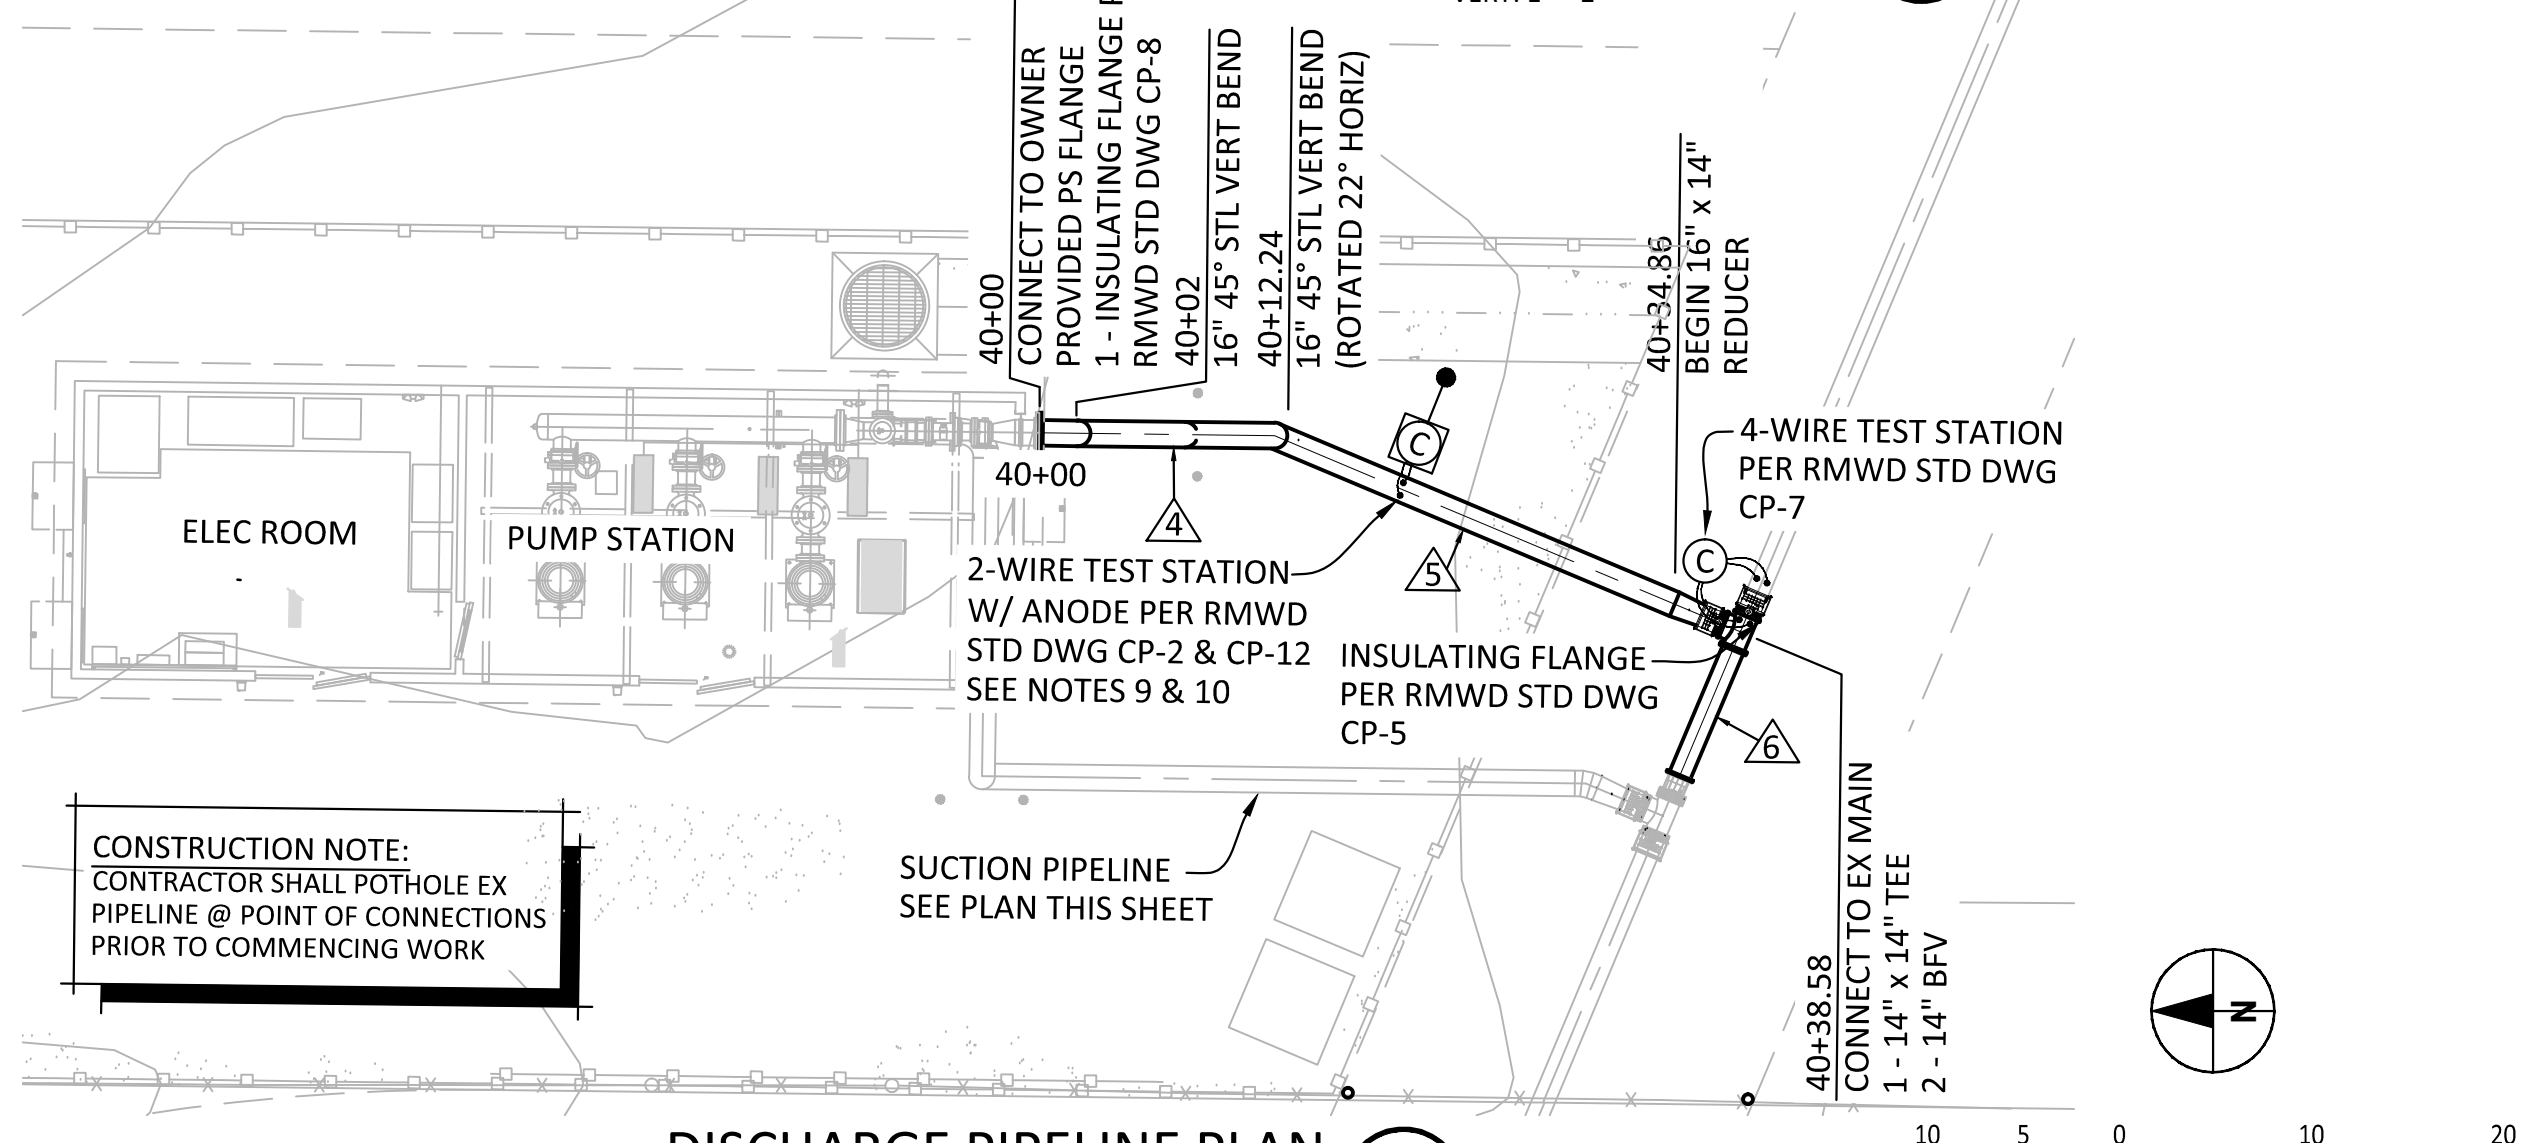 40+00
CONNECT TO OWNER
PROVIDED PS FLANGE
1 - INSULATING FLANGE
RMWD STD DWG CP-8
40+02
16" 45° STL VERT BEND
40+12.24
16" 45° STL VERT BEND
(ROTATED 22° HORIZ)
40+34.86
BEGIN 16" x 14"
REDUCER
C
4-WIRE TEST STATION
PER RMWD STD DWG
CP-7
40+00
4
5
C
ELEC ROOM
PUMP STATION
2-WIRE TEST STATION
W/ ANODE PER RMWD
STD DWG CP-2 & CP-12
SEE NOTES 9 & 10
INSULATING FLANGE
PER RMWD STD DWG
CP-5
6
CONSTRUCTION NOTE:
CONTRACTOR SHALL POTHOLE EX
PIPELINE @ POINT OF CONNECTIONS
PRIOR TO COMMENCING WORK
SUCTION PIPELINE
SEE PLAN THIS SHEET
40+38.58
CONNECT TO EX MAIN
1 - 14" x 14" TEE
2 - 14" BFV
N
DISCHARGE PIPELINE PLAN
10 5 0 10 20